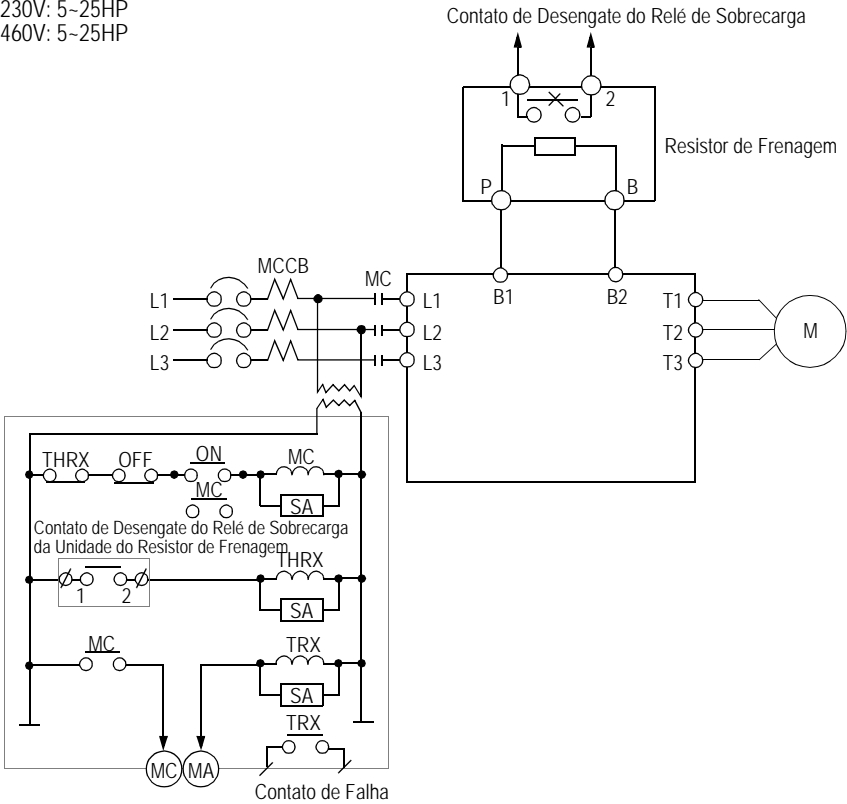 230V: 5~25HP
460V: 5~25HP
Contato de Desengate do Relé de Sobrecarga
1 2
Resistor de Frenagem
P B
MCCB
MC
L1 L1 B1 B2 T1
L2 L2 T2 M
L3 L3 T3
THRX OFF ON MC
MC SA
Contato de Desengate do Relé de Sobrecarga
da Unidade do Resistor de Frenagem
THRX
1 2
SA
MC TRX
SA
TRX
MC MA
Contato de Falha